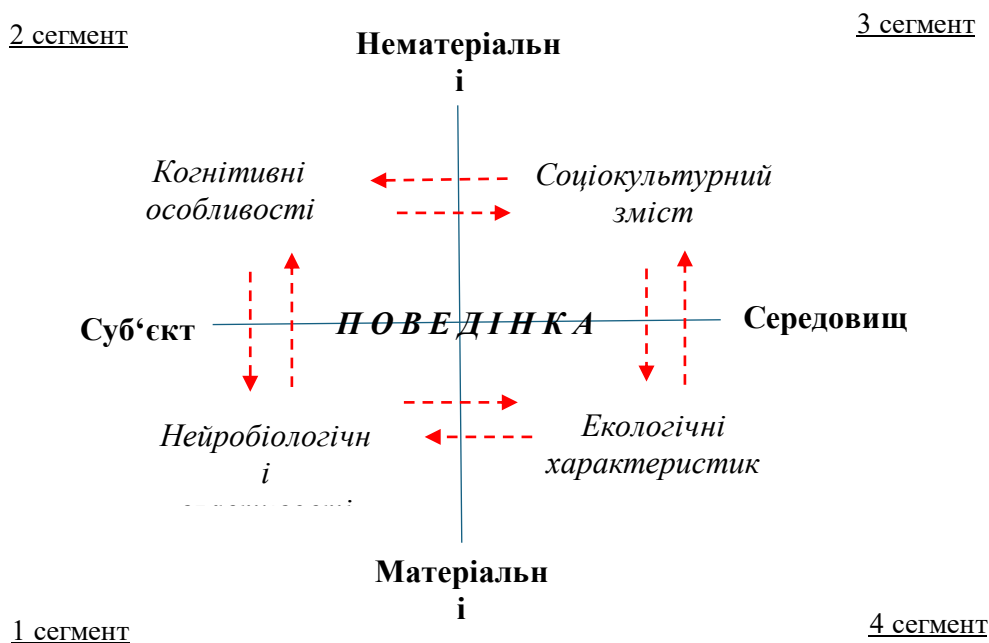 2 сегмент
3 сегмент
Нематеріальн
і
Когнітивні
особливості
Соціокультурний
зміст
Суб‘єкт
ПОВЕДІНКА
Середовищ
Нейробіологічн
і
Екологічні
характеристик
Матеріальн
і
1 сегмент
4 сегмент